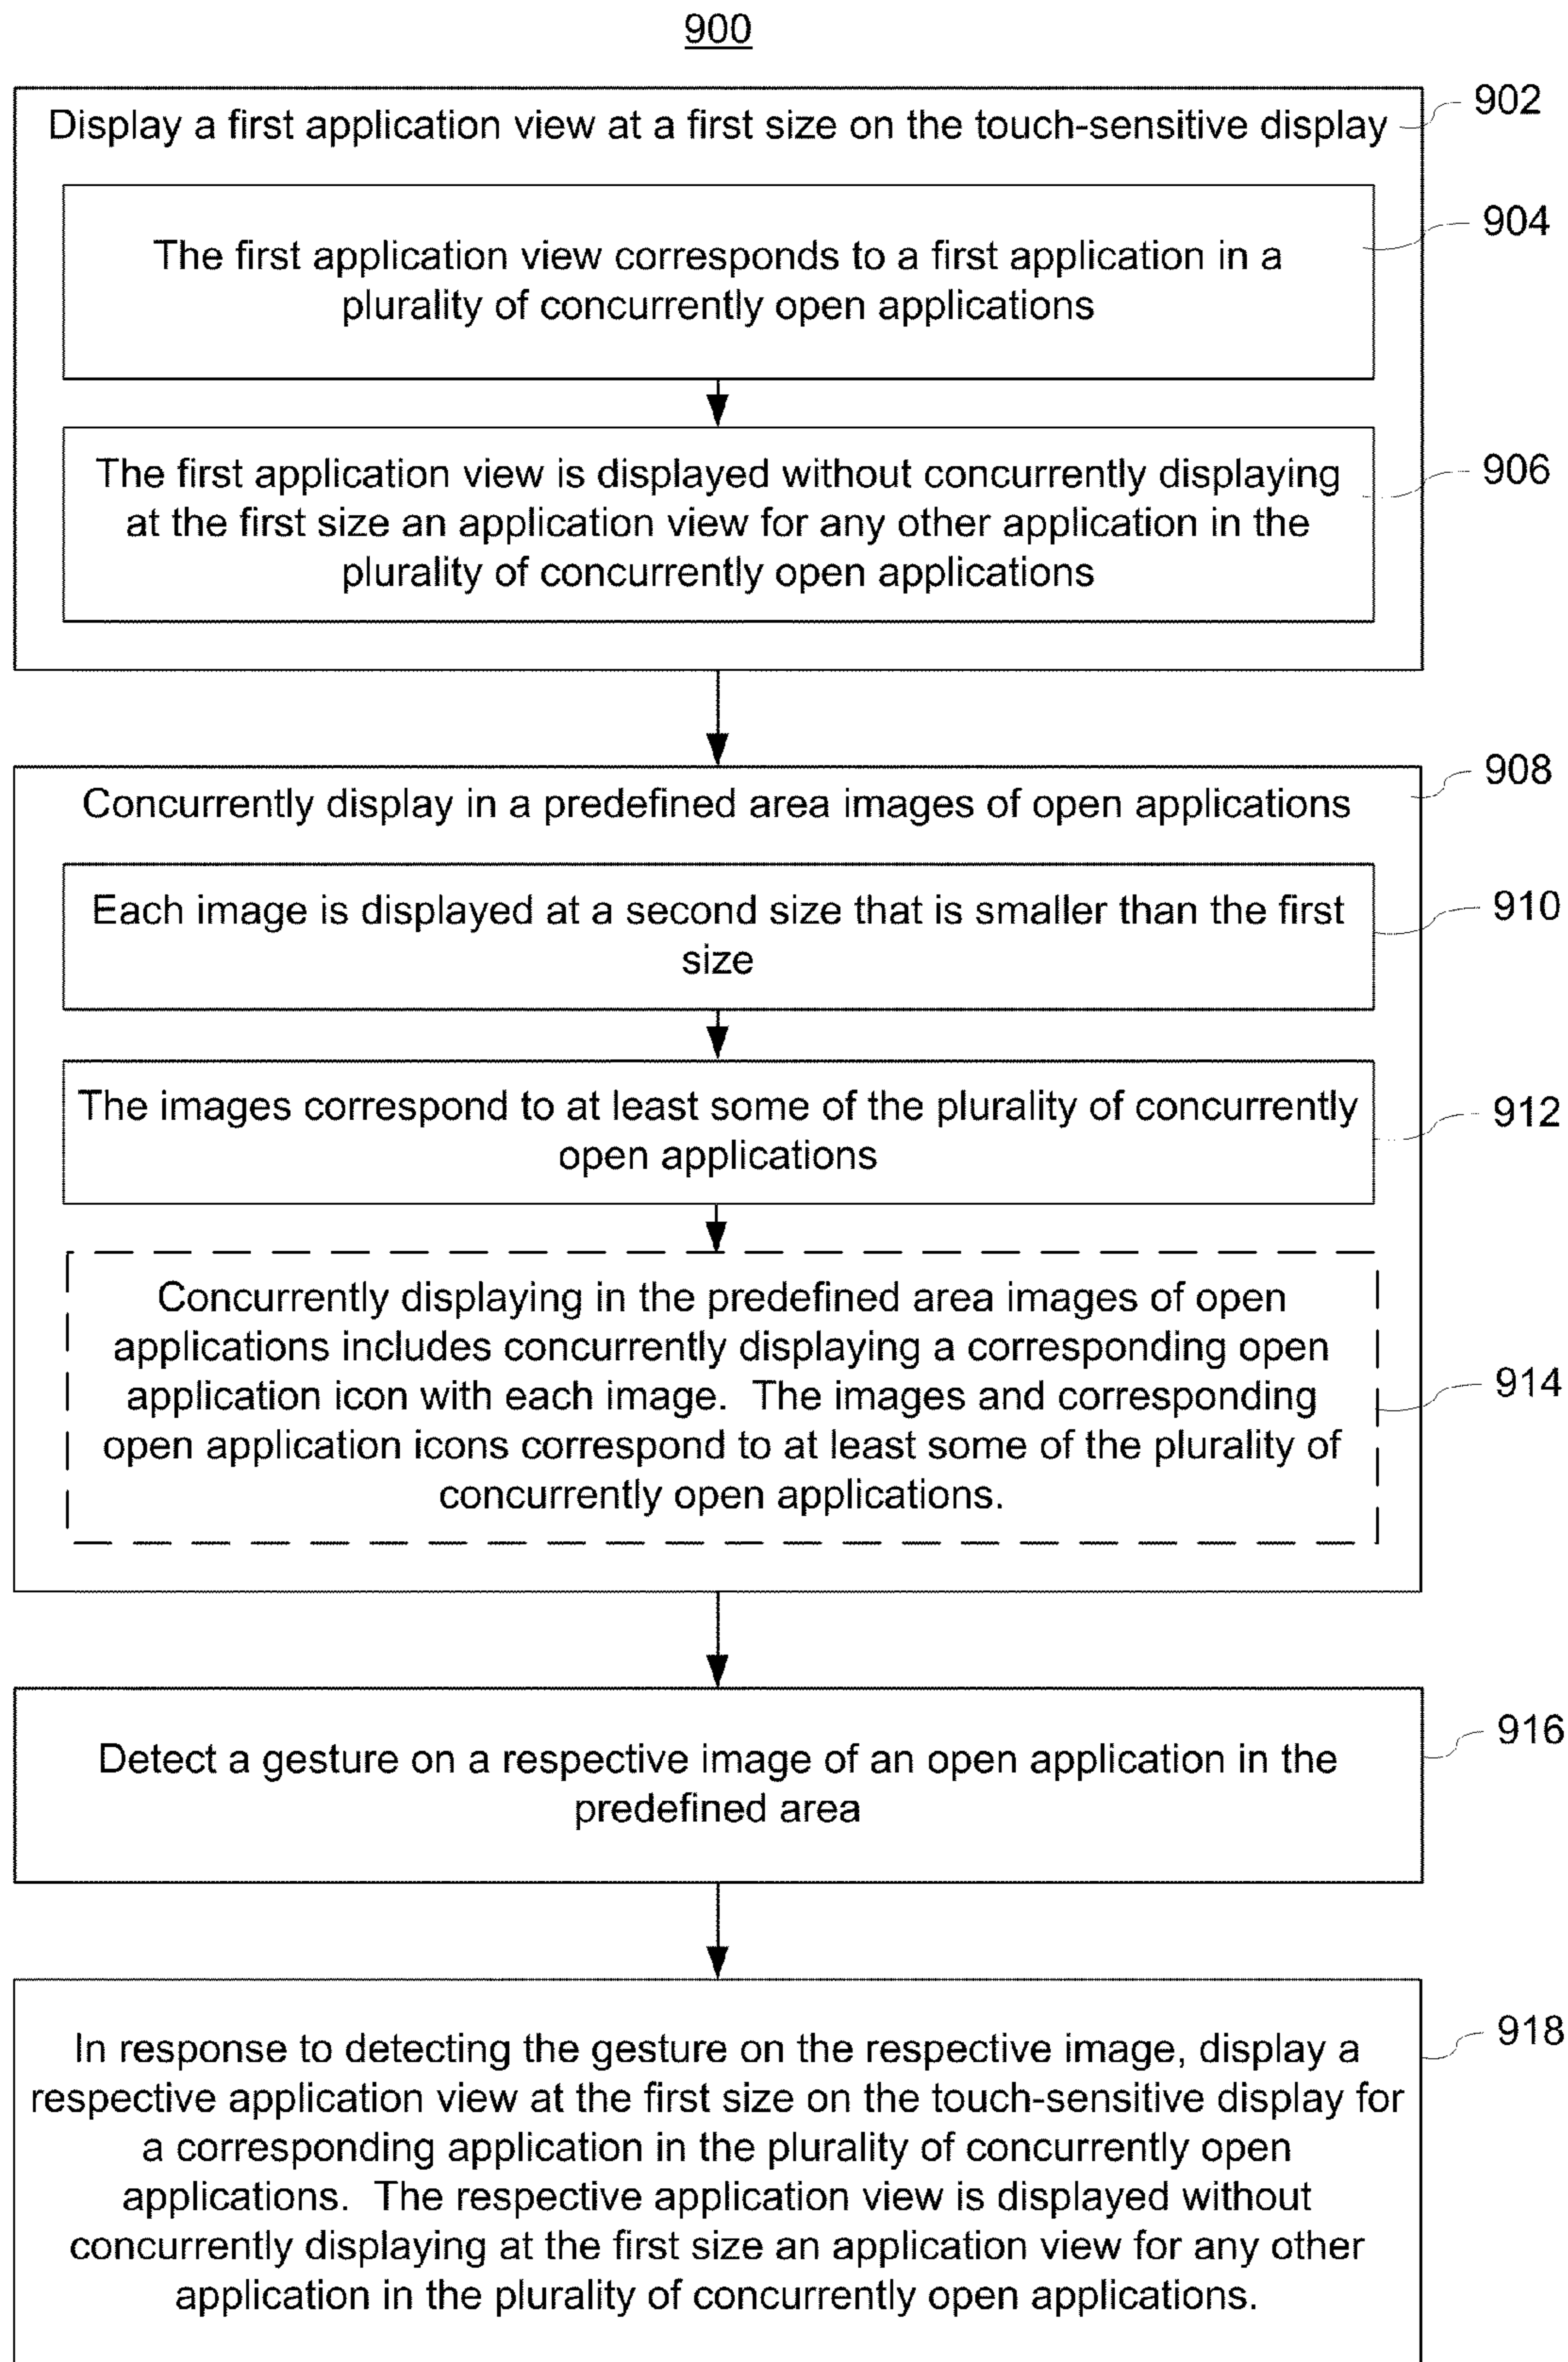 900
Display a first application view at a first size on the touch-sensitive display
902
The first application view corresponds to a first application in a
plurality of concurrently open applications
904
The first application view is displayed without concurrently displaying
at the first size an application view for any other application in the
plurality of concurrently open applications
906
Concurrently display in a predefined area images of open applications
908
Each image is displayed at a second size that is smaller than the first
size
910
The images correspond to at least some of the plurality of concurrently
open applications
912
Concurrently displaying in the predefined area images of open
applications includes concurrently displaying a corresponding open
application icon with each image.  The images and corresponding
open application icons correspond to at least some of the plurality of
concurrently open applications.
914
Detect a gesture on a respective image of an open application in the
predefined area
916
In response to detecting the gesture on the respective image, display a
respective application view at the first size on the touch-sensitive display for
a corresponding application in the plurality of concurrently open
applications.  The respective application view is displayed without
concurrently displaying at the first size an application view for any other
application in the plurality of concurrently open applications.
918